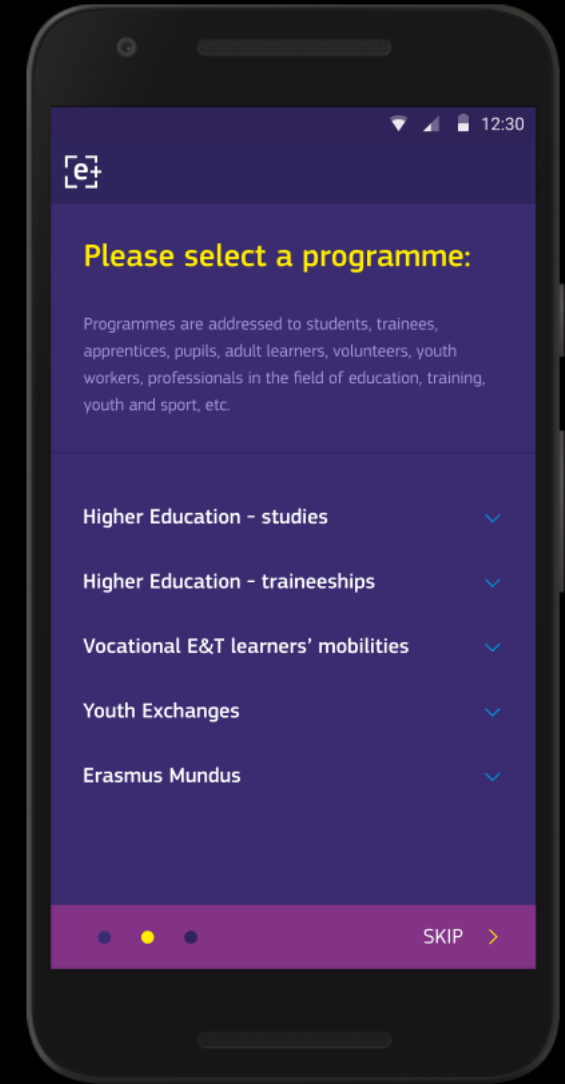 12:30
e+
Please select a programme:
Programmes are addressed to students, trainees,
apprentices, pupils, adult learners, volunteers, youth
workers, professionals in the field of education, training,
youth and sport, etc.
Higher Education - studies
Higher Education - traineeships
Vocational E&T learners’ mobilities
Youth Exchanges
Erasmus Mundus
SKIP